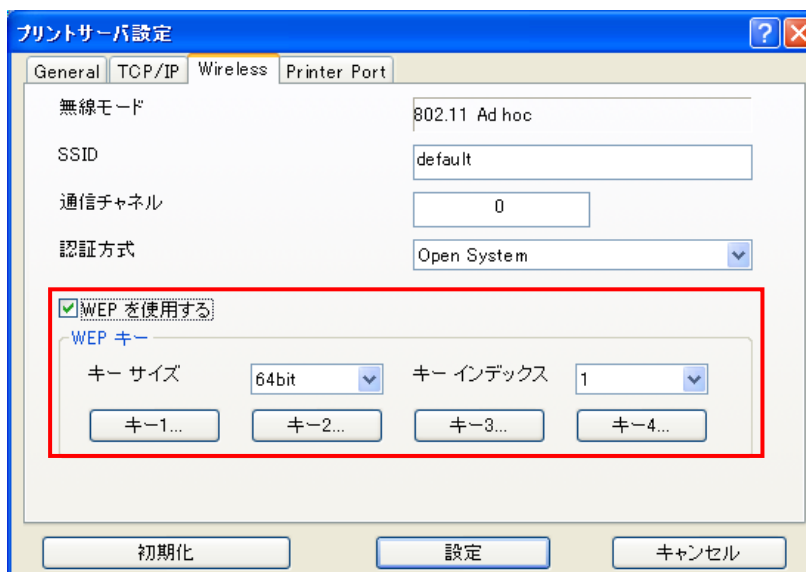 プリントサーバ設定
General TCP/IP Wireless Printer Port
無線モード 802.11 Ad hoc
SSID default
通信チャネル 0
認証方式 Open System
WEP を使用する
WEP キー
キー サイズ 64bit キー インデックス 1
キー1... キー2... キー3... キー4...
初期化 設定 キャンセル